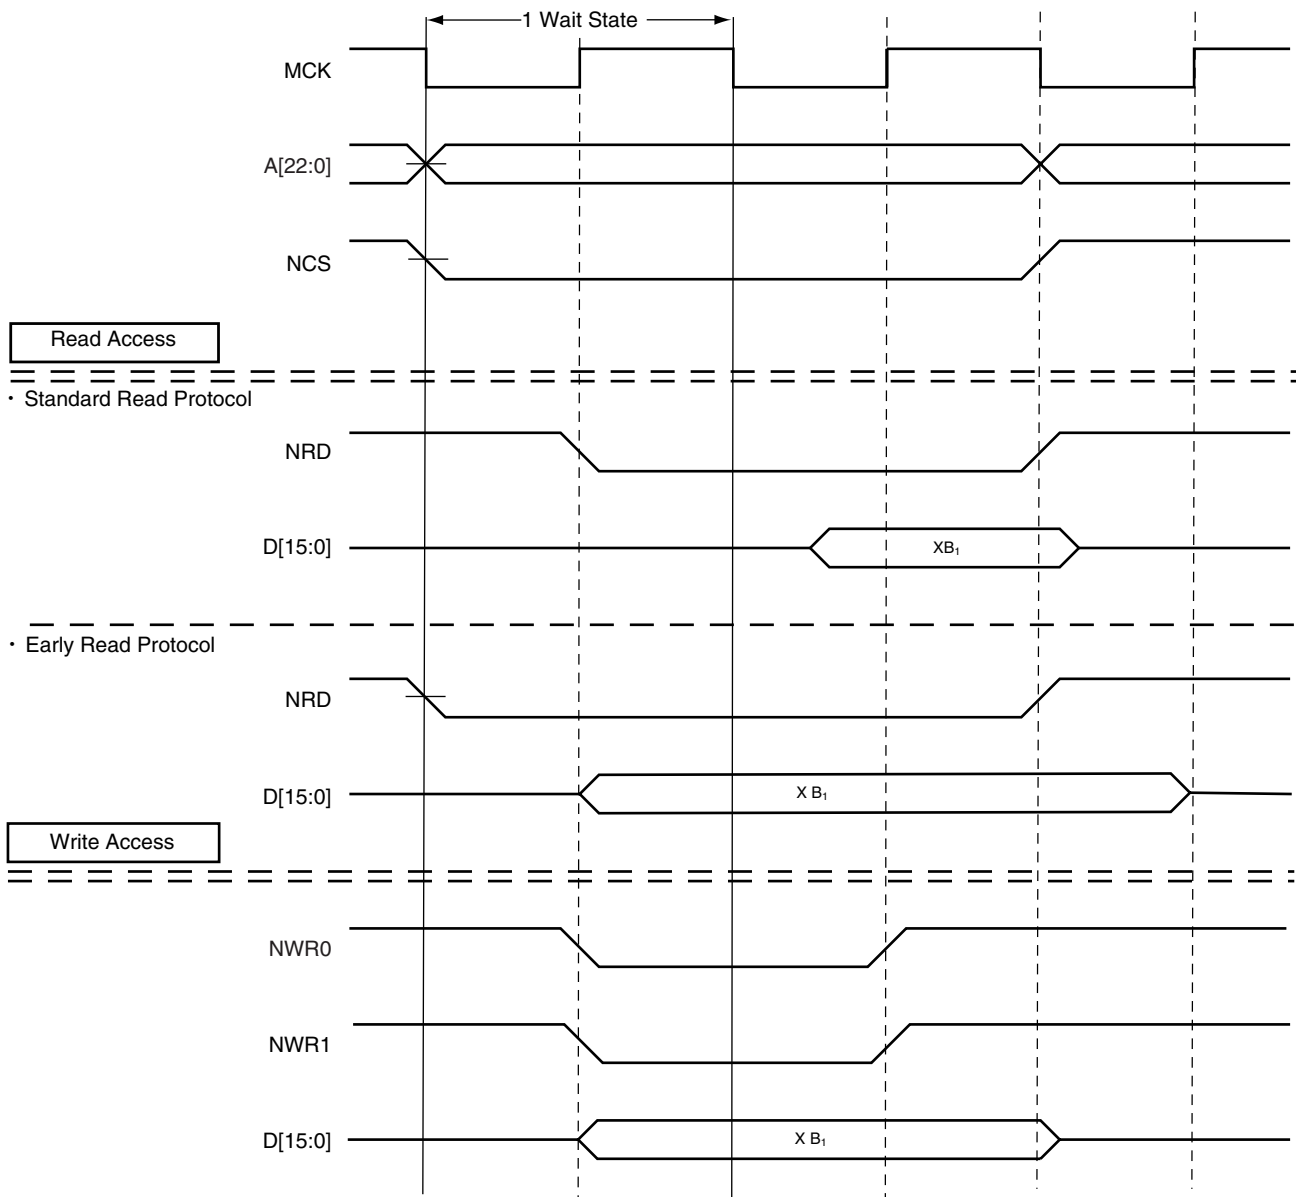 1 Wait State
MCK
A[22:0]
NCS
Read Access
· Standard Read Protocol
NRD
D[15:0]
XB₁
· Early Read Protocol
NRD
D[15:0]
X B₁
Write Access
NWR0
NWR1
D[15:0]
X B₁